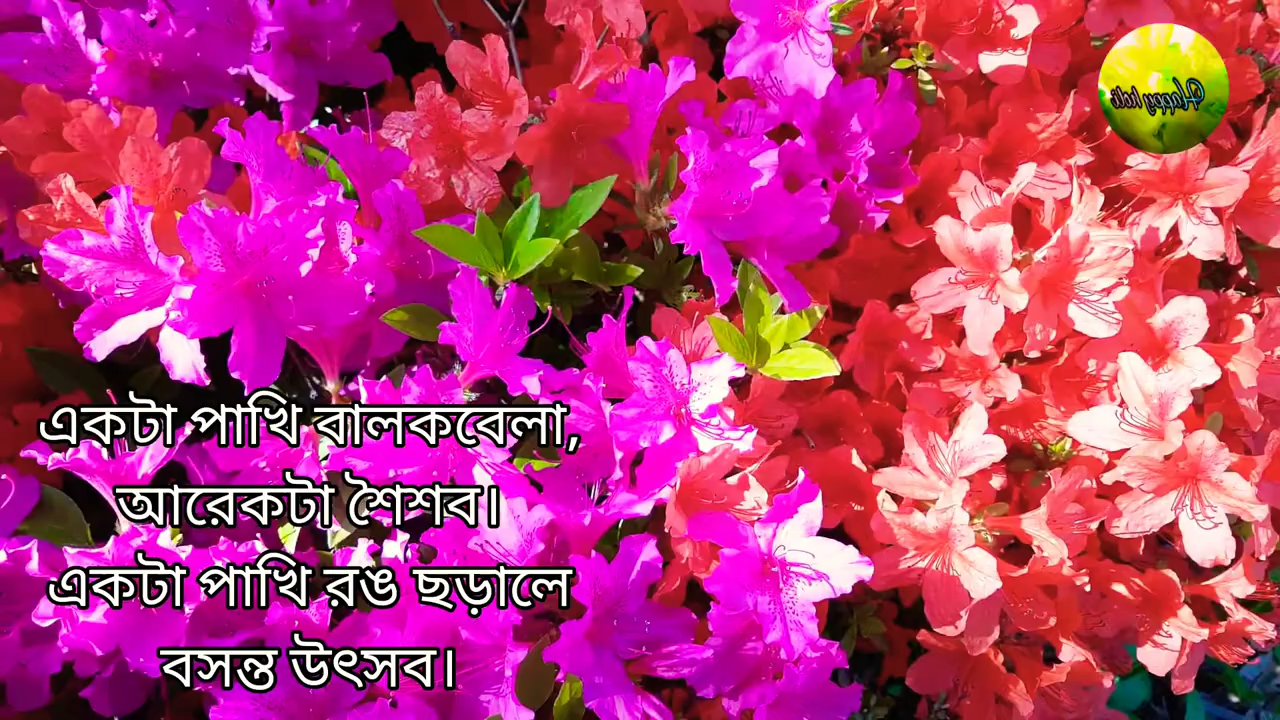 একটা পাখি বালকবেলা,
আরেকটা শৈশব।
একটা পাখি রঙ ছড়ালে
বসন্ত উৎসব।